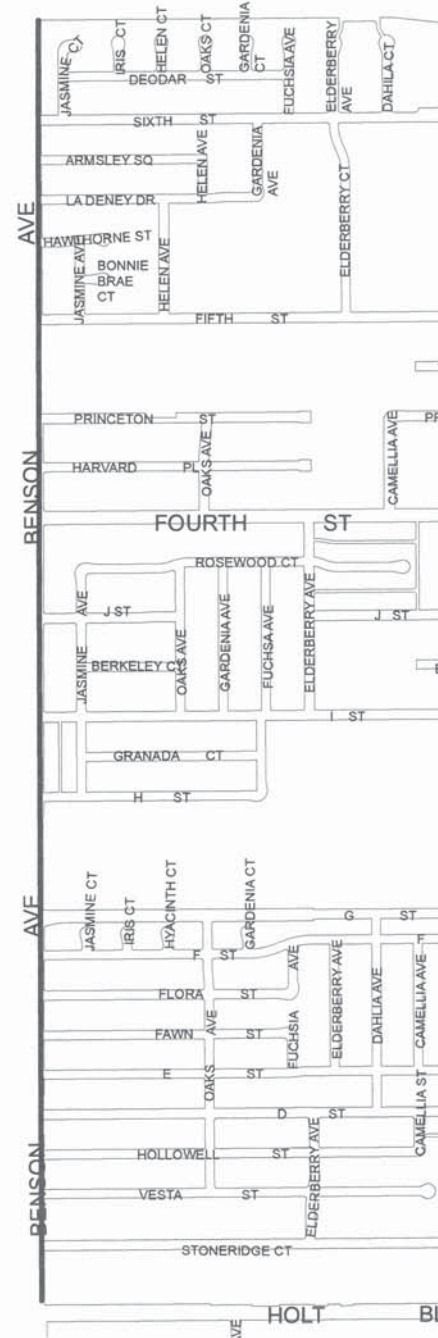 JASMINE CT
IRIS CT
HELEN CT
OAKS CT
GARDENIA CT
FUCHSIA AVE
ELDERBERRY AVE
DAHILA CT
DEODAR ST
SIXTH ST
ARMSLEY SQ
HELEN AVE
GARDENIA AVE
LA DENEY DR
AVE
HAWTHORNE ST
JASMINE AVE
BONNIE BRAE CT
HELEN AVE
ELDERBERRY CT
FIFTH ST
PRINCETON ST
OAKS AVE
CAMELLIA AVE
PR
HARVARD PL
BENSON
FOURTH ST
ROSEWOOD CT
JASMINE AVE
J ST
OAKS AVE
GARDENIA AVE
FUCHSA AVE
ELDERBERRY AVE
J ST
BERKELEY CT
I ST
GRANADA CT
H ST
AVE
JASMINE CT
IRIS CT
HYACINTH CT
GARDENIA CT
G ST
F ST
F
FLORA ST
OAKS AVE
FUCHSIA AVE
ELDERBERRY AVE
DAHLIA AVE
CAMELLIA AVE
FAWN ST
E ST
D ST
CAMELLIA ST
HOLLOWELL ST
ELDERBERRY AVE
VESTA ST
BENSON
STONERIDGE CT
HOLT BL
AVE